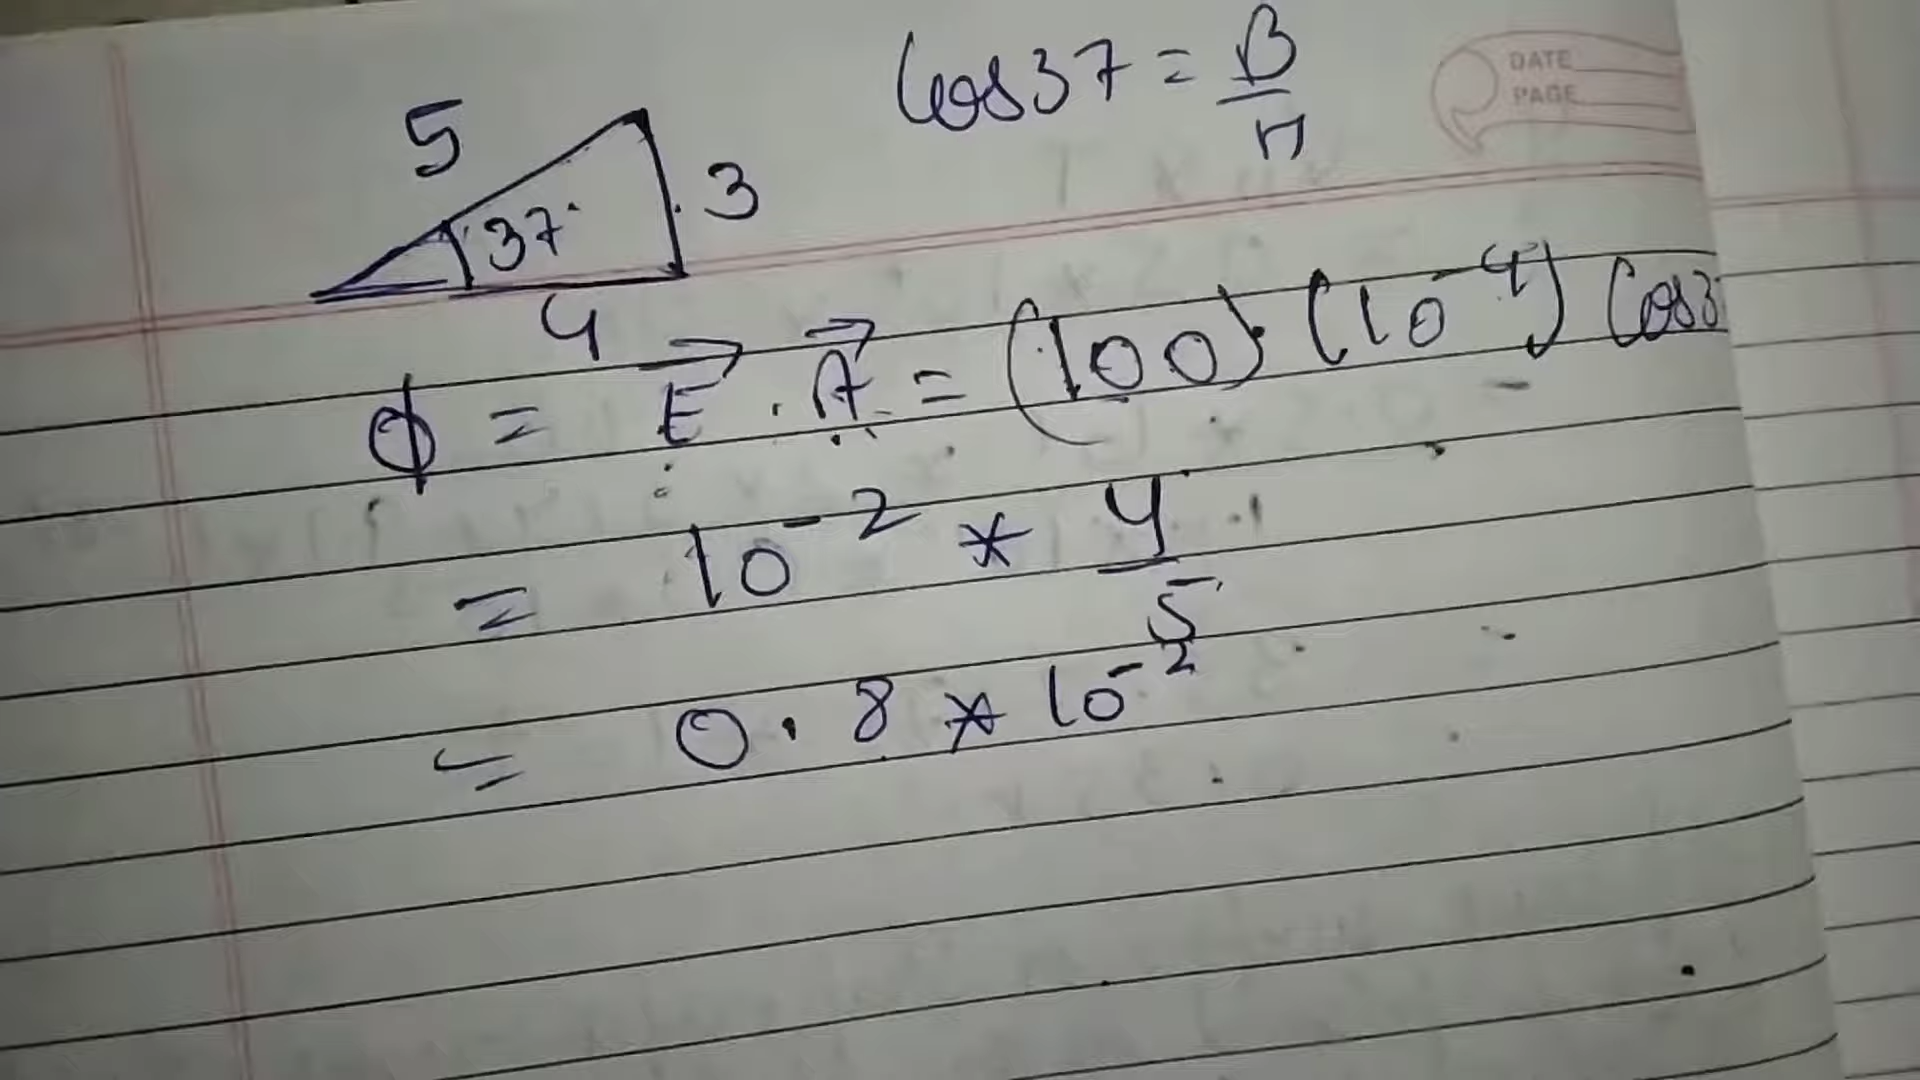 Cos37 = B/H
DATE
PAGE
5
3
37°
4
ϕ = E⃗ . A⃗ = (100) . (10⁻⁴) Cos3
= 10⁻² * 4/5
= 0.8 * 10⁻²